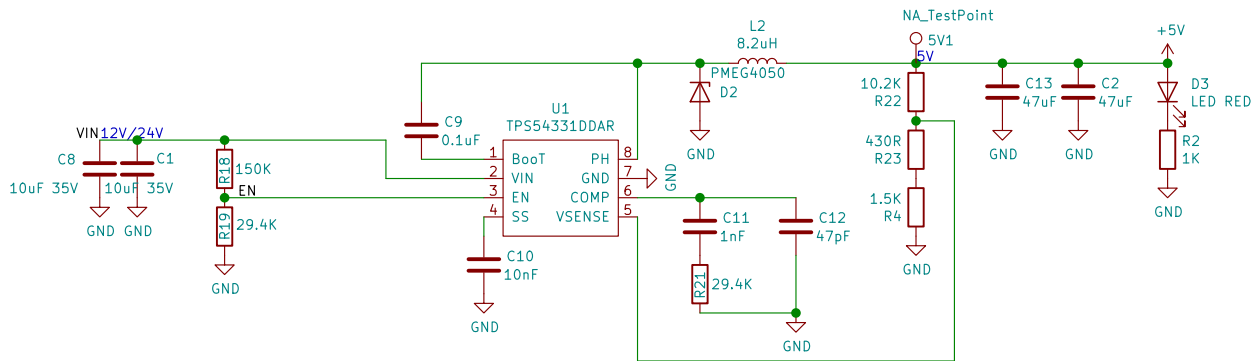 NA_TestPoint
5V1
5V
+5V
L2
8.2uH
PMEG4050
D2
GND
10.2K
R22
430R
R23
1.5K
R4
GND
C13
47uF
GND
C2
47uF
GND
D3
LED RED
R2
1K
GND
U1
TPS54331DDAR
C9
0.1uF
1 BooT
2 VIN
3 EN
4 SS
PH 8
GND 7
COMP 6
VSENSE 5
GND
VIN 12V/24V
C8
10uF 35V
GND
C1
10uF 35V
GND
R18
150K
EN
R19
29.4K
GND
C10
10nF
GND
C11
1nF
C12
47pF
R21
29.4K
GND